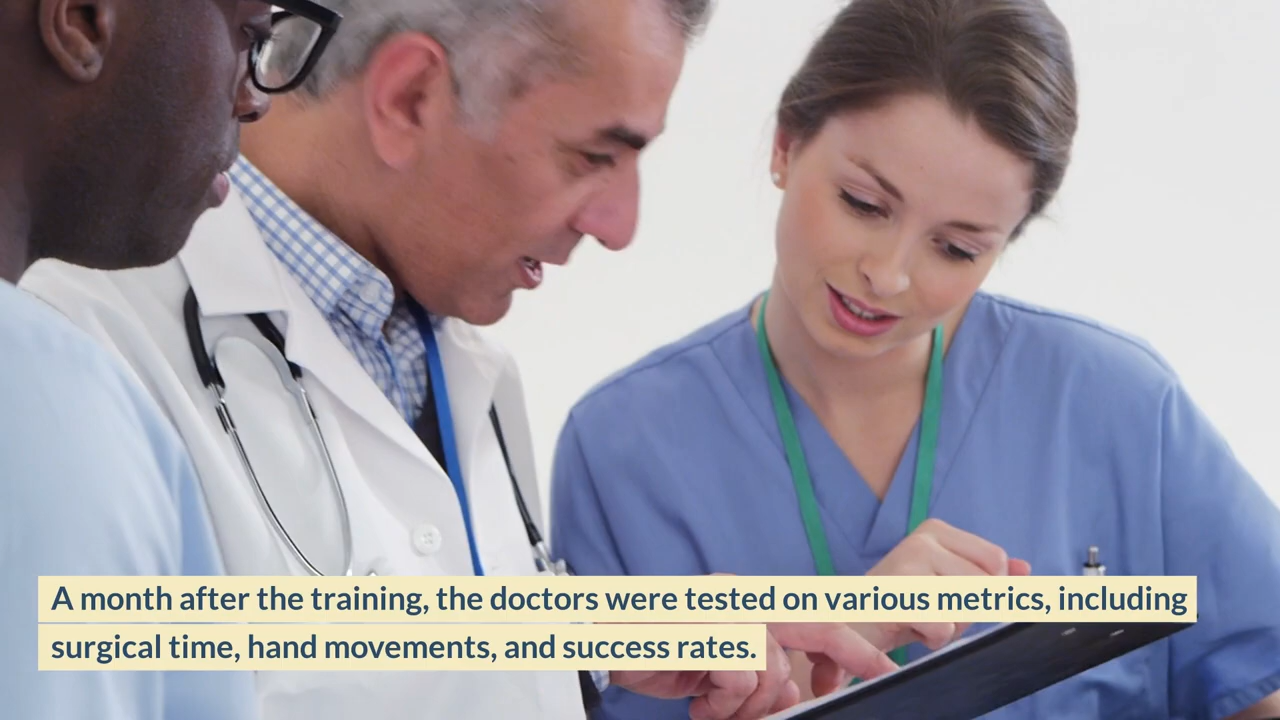 A month after the training, the doctors were tested on various metrics, including
surgical time, hand movements, and success rates.